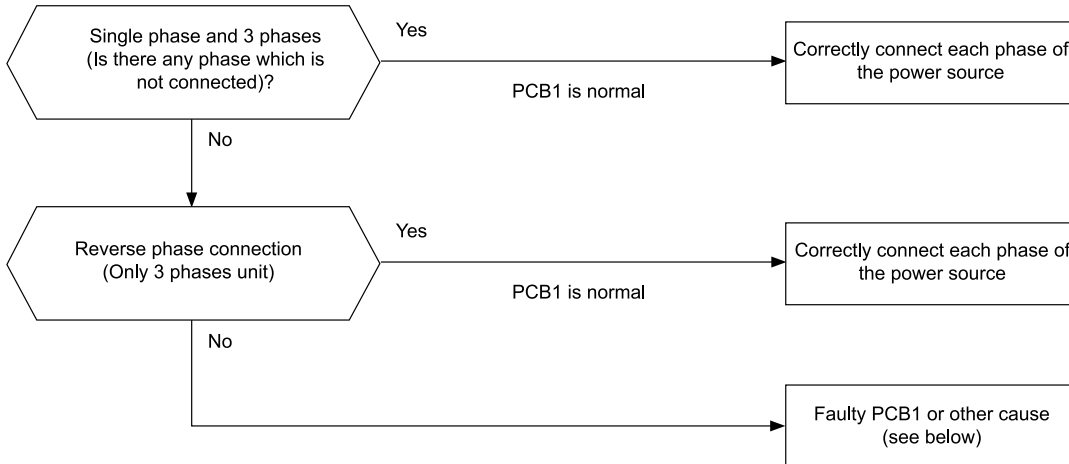 Single phase and 3 phases
(Is there any phase which is
not connected)?
Yes
PCB1 is normal
Correctly connect each phase of
the power source
No
Reverse phase connection
(Only 3 phases unit)
Yes
PCB1 is normal
Correctly connect each phase of
the power source
No
Faulty PCB1 or other cause
(see below)